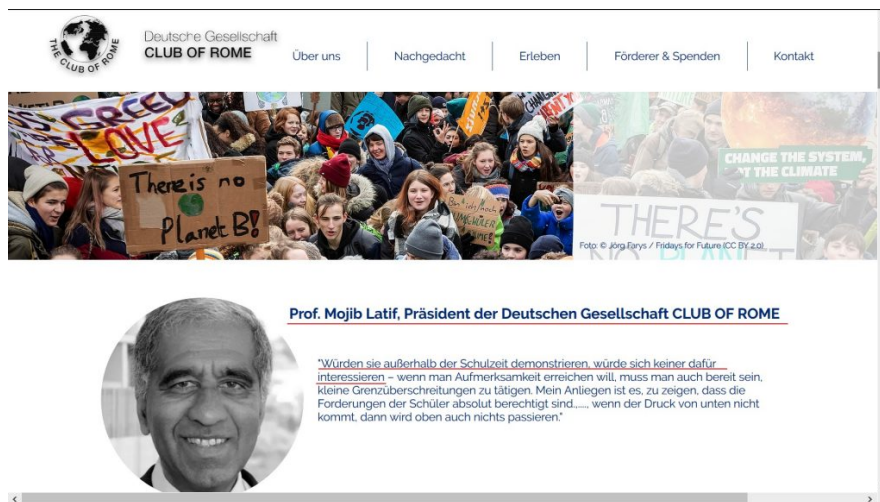 THE CLUB OF ROME
Deutsche Gesellschaft
CLUB OF ROME
Über uns
Nachgedacht
Erleben
Förderer & Spenden
Kontakt
GREED
LOVE
There is no
Planet B!
CHANGE THE SYSTEM,
NOT THE CLIMATE
THERE'S
NO PLANET
Foto: © Jörg Farys / Fridays for Future (CC BY 2.0)
Prof. Mojib Latif, Präsident der Deutschen Gesellschaft CLUB OF ROME
"Würden sie außerhalb der Schulzeit demonstrieren, würde sich keiner dafür
interessieren – wenn man Aufmerksamkeit erreichen will, muss man auch bereit sein,
kleine Grenzüberschreitungen zu tätigen. Mein Anliegen ist es, zu zeigen, dass die
Forderungen der Schüler absolut berechtigt sind,....., wenn der Druck von unten nicht
kommt, dann wird oben auch nichts passieren."